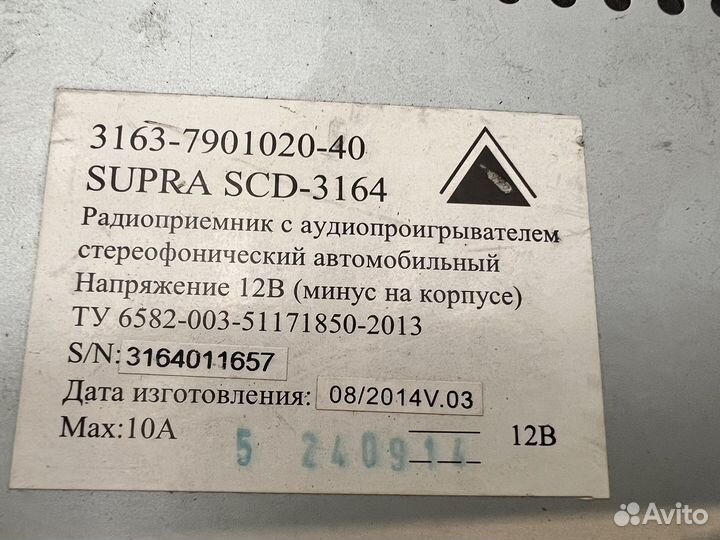 3163-7901020-40
SUPRA SCD-3164
Радиоприемник с аудиопроигрывателем
стереофонический автомобильный
Напряжение 12В (минус на корпусе)
ТУ 6582-003-51171850-2013
S/N: 3164011657
Дата изготовления: 08/2014V.03
Max:10A 12В
5 240914
Avito